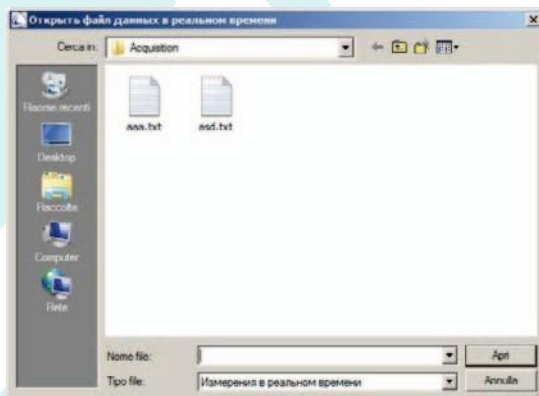 Открыть файл данных в реальном времени
Cerca in:
Acquisition
Risorse recenti
Desktop
Raccolte
Computer
Rete
aaa.txt
asd.txt
Nome file:
Apri
Tipo file:
Измерения в реальном времени
Annulla